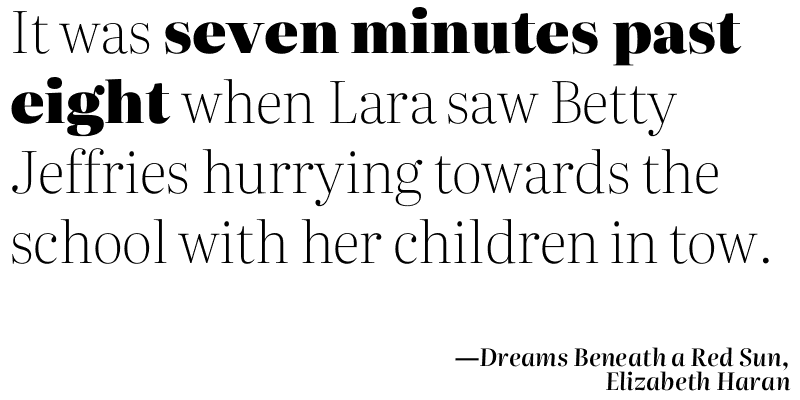 It was seven minutes past
eight when Lara saw Betty
Jeffries hurrying towards the
school with her children in tow.
—Dreams Beneath a Red Sun,
Elizabeth Haran